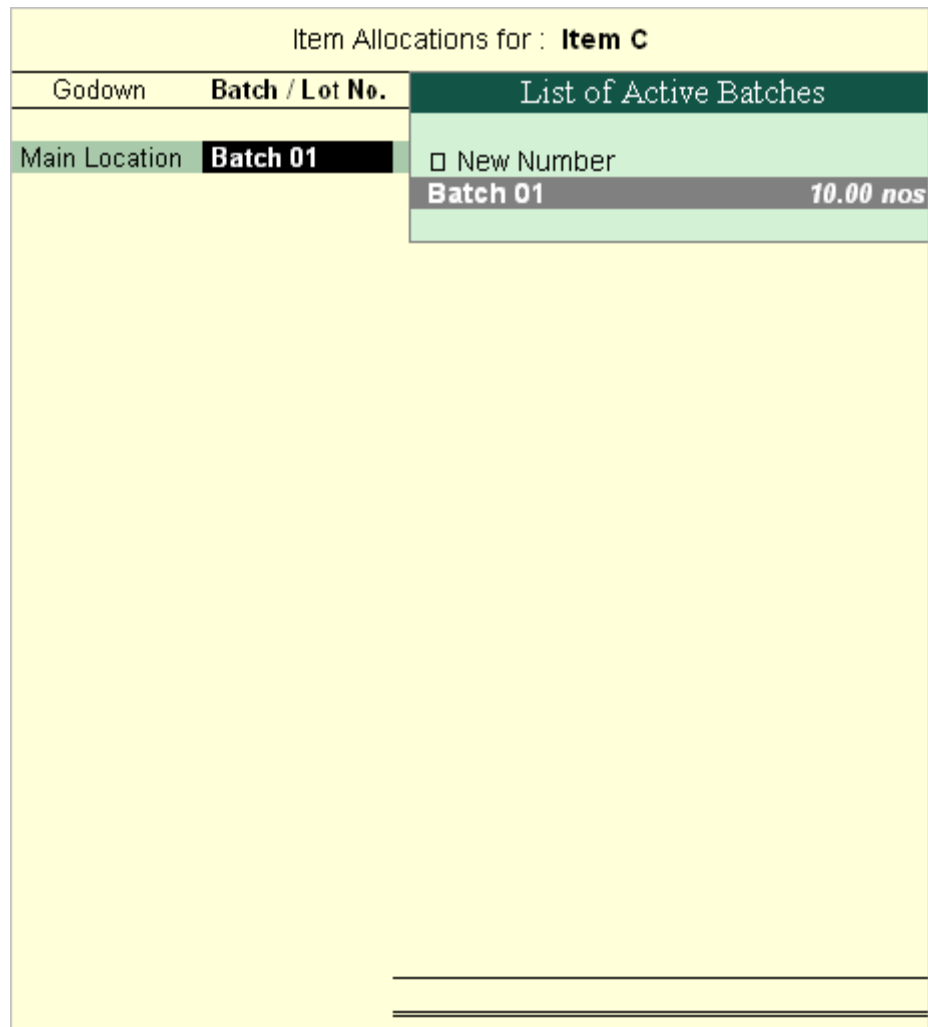 Item Allocations for : Item C
Godown Batch / Lot No. List of Active Batches
□ New Number
Main Location Batch 01
Batch 01 10.00 nos